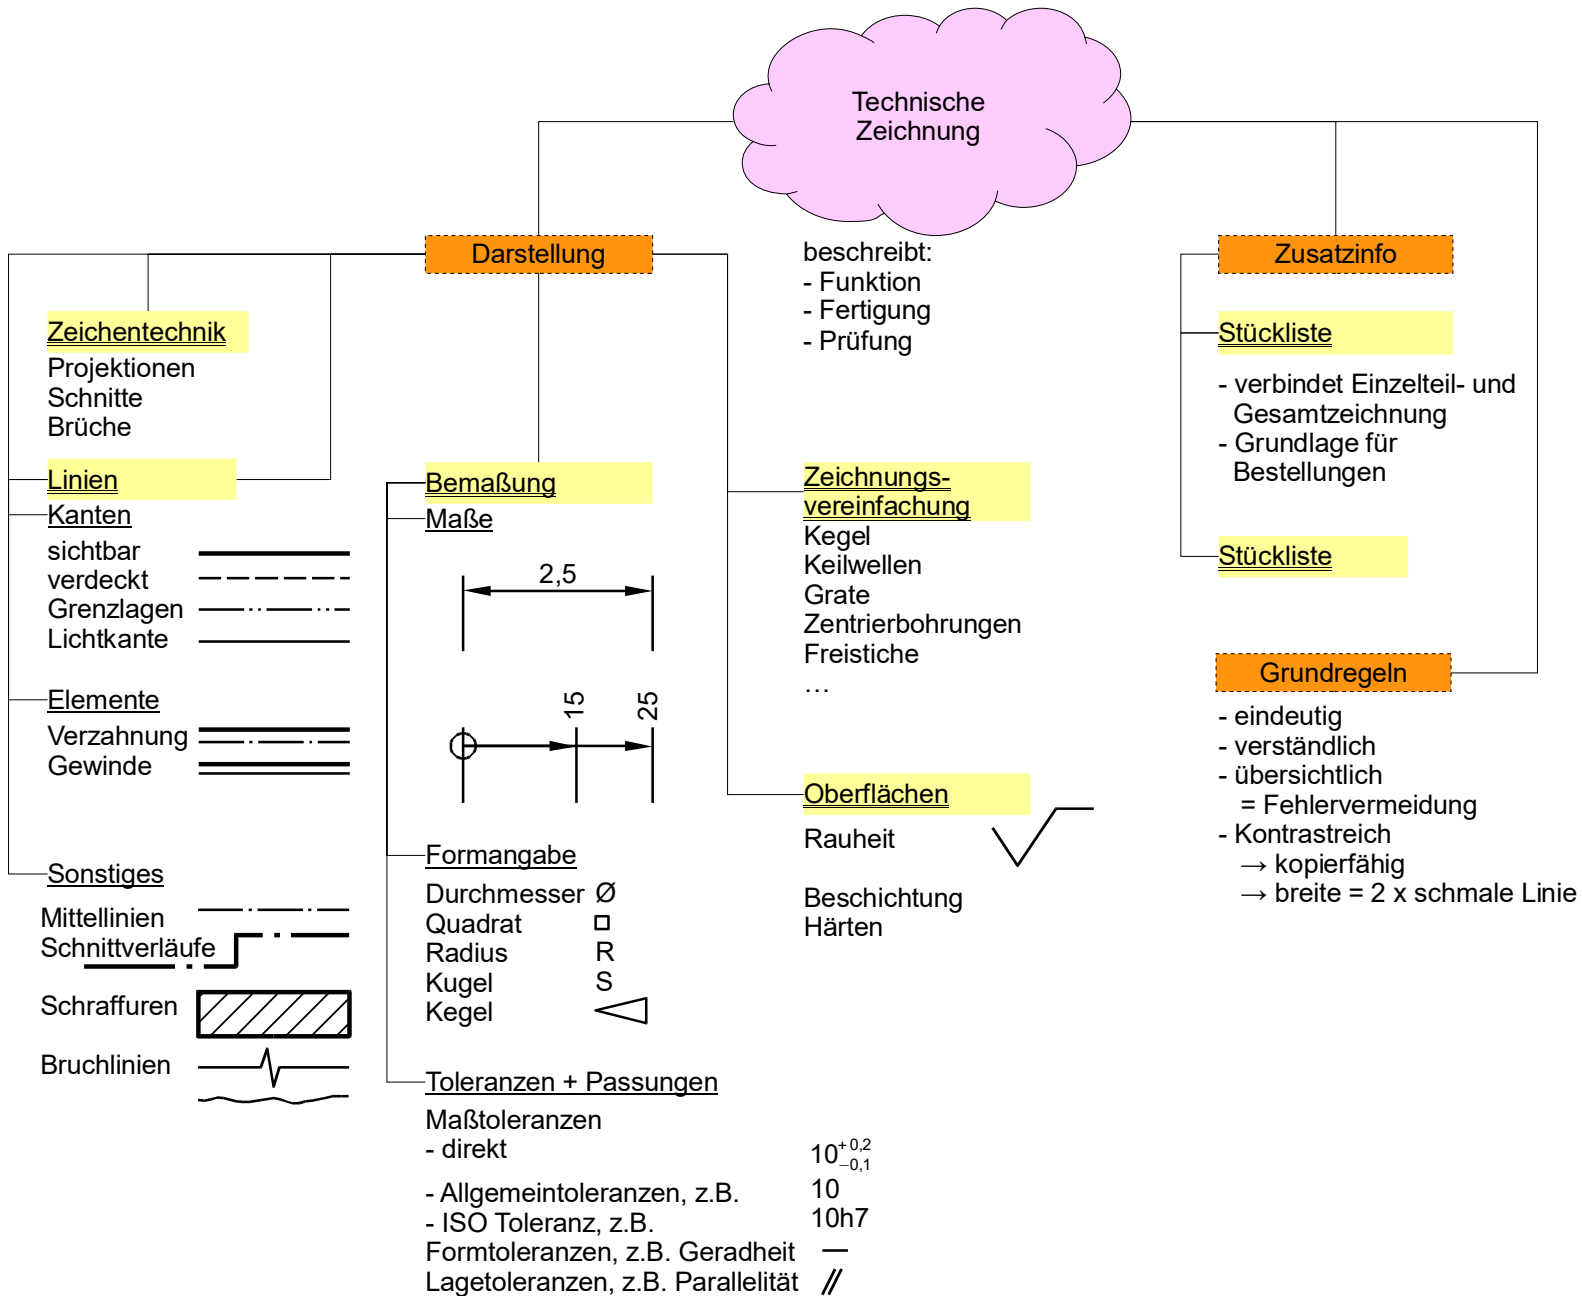 Technische
Zeichnung
beschreibt:
- Funktion
- Fertigung
- Prüfung
Darstellung
Zeichentechnik
Projektionen
Schnitte
Brüche
Linien
Kanten
sichtbar
verdeckt
Grenzlagen
Lichtkante
Elemente
Verzahnung
Gewinde
Sonstiges
Mittellinien
Schnittverläufe
Schraffuren
Bruchlinien
Bemaßung
Maße
2,5
15
25
Formangabe
Durchmesser Ø
Quadrat □
Radius R
Kugel S
Kegel
Toleranzen + Passungen
Maßtoleranzen
- direkt 10 +0,2 −0,1
- Allgemeintoleranzen, z.B. 10
- ISO Toleranz, z.B. 10h7
Formtoleranzen, z.B. Geradheit —
Lagetoleranzen, z.B. Parallelität //
Zeichnungs-
vereinfachung
Kegel
Keilwellen
Grate
Zentrierbohrungen
Freistiche
…
Oberflächen
Rauheit
Beschichtung
Härten
Zusatzinfo
Stückliste
- verbindet Einzelteil- und
Gesamtzeichnung
- Grundlage für
Bestellungen
Stückliste
Grundregeln
- eindeutig
- verständlich
- übersichtlich
= Fehlervermeidung
- Kontrastreich
→ kopierfähig
→ breite = 2 x schmale Linie